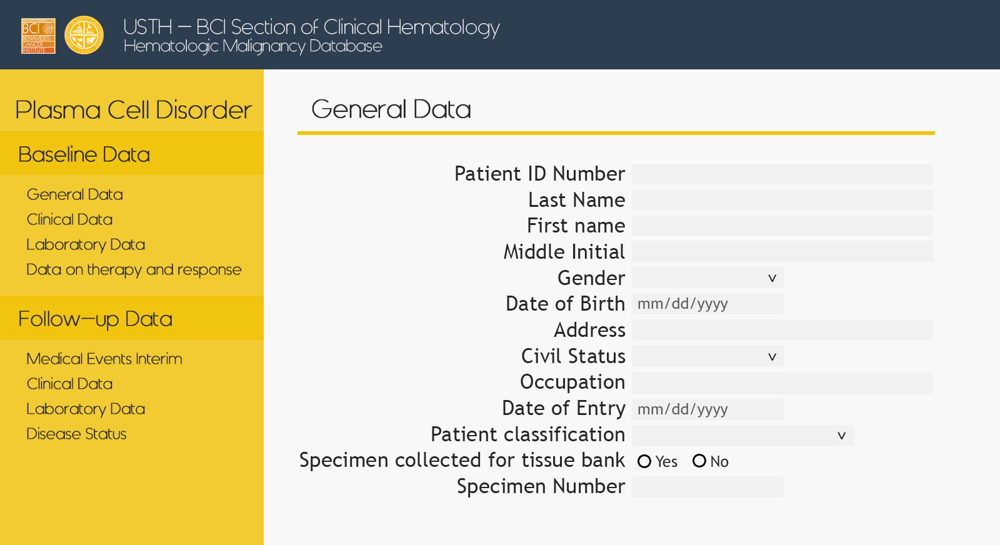 BCI
BENAVIDES
CANCER
INSTITUTE
USTH – BCI Section of Clinical Hematology
Hematologic Malignancy Database
Plasma Cell Disorder
Baseline Data
General Data
Clinical Data
Laboratory Data
Data on therapy and response
Follow-up Data
Medical Events Interim
Clinical Data
Laboratory Data
Disease Status
General Data
Patient ID Number
Last Name
First name
Middle Initial
Gender
Date of Birth mm/dd/yyyy
Address
Civil Status
Occupation
Date of Entry mm/dd/yyyy
Patient classification
Specimen collected for tissue bank Yes No
Specimen Number